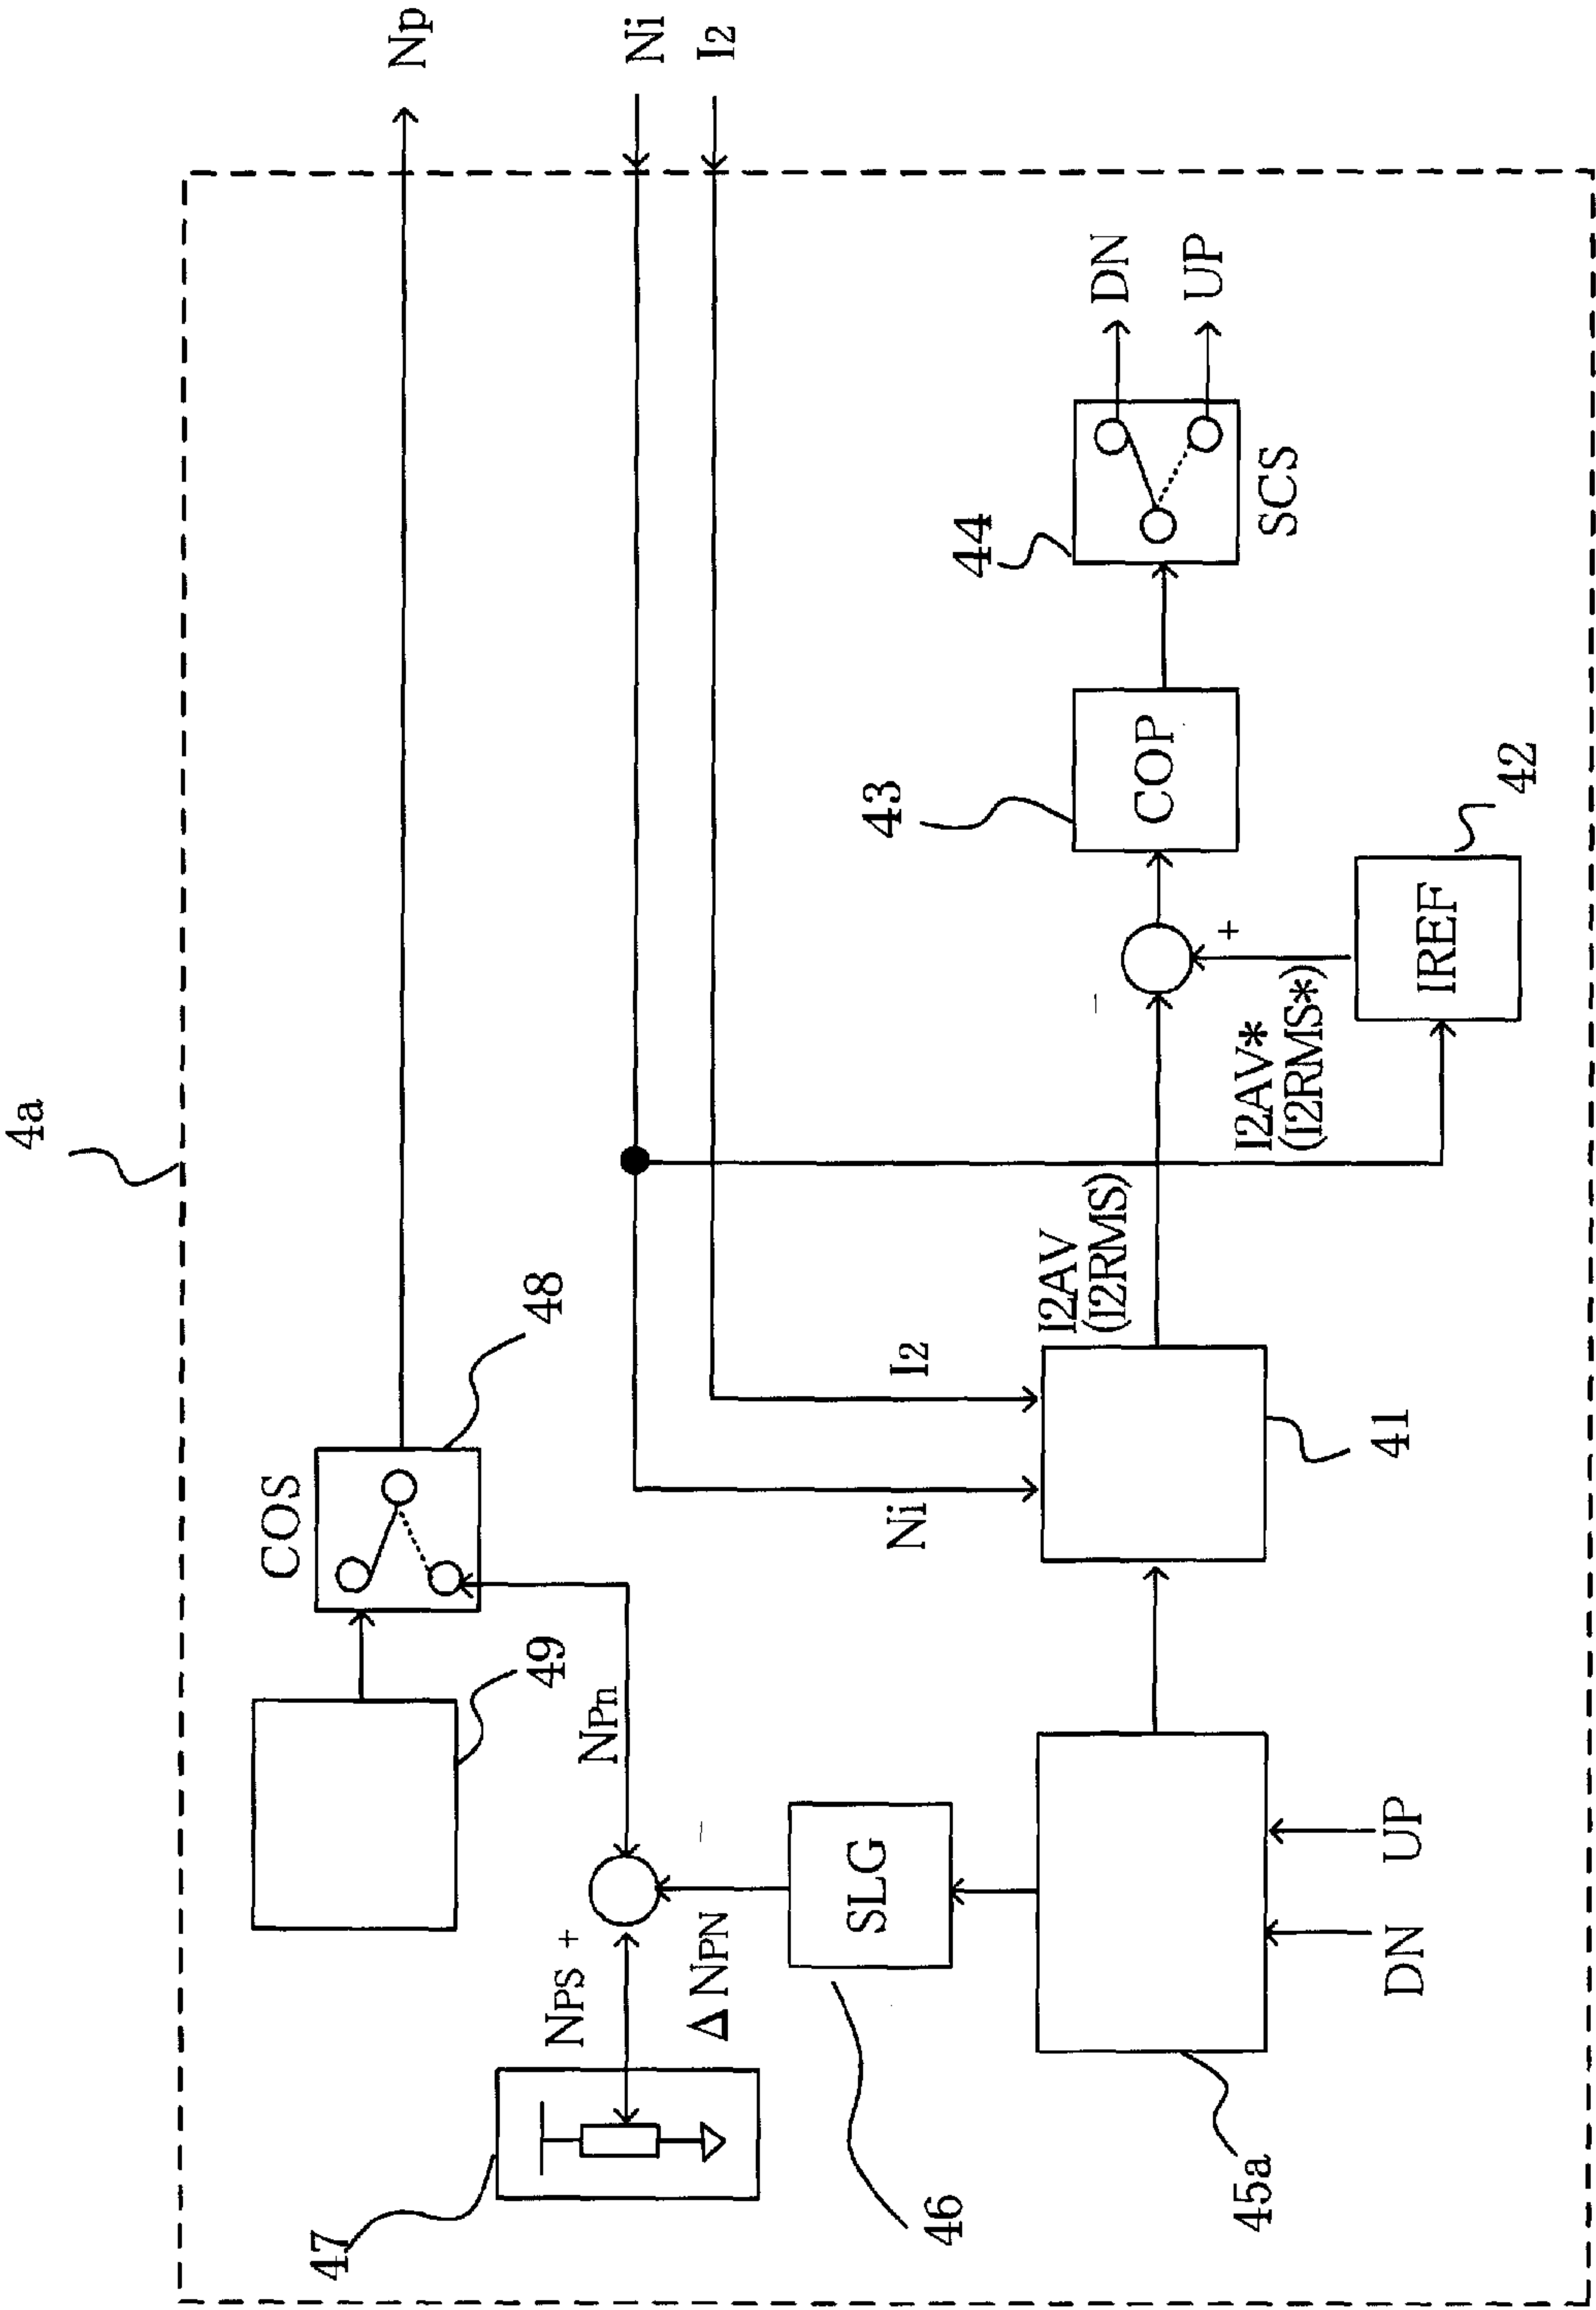 4a
Np
Ni
I2
COS
48
49
NPn
NPS +
ΔNPN
−
47
SLG
46
Ni
I2
I2AV
(I2RMS)
41
45a
DN
UP
−
+
I2AV*
(I2RMS*)
IREF
42
COP
43
44
SCS
DN
UP